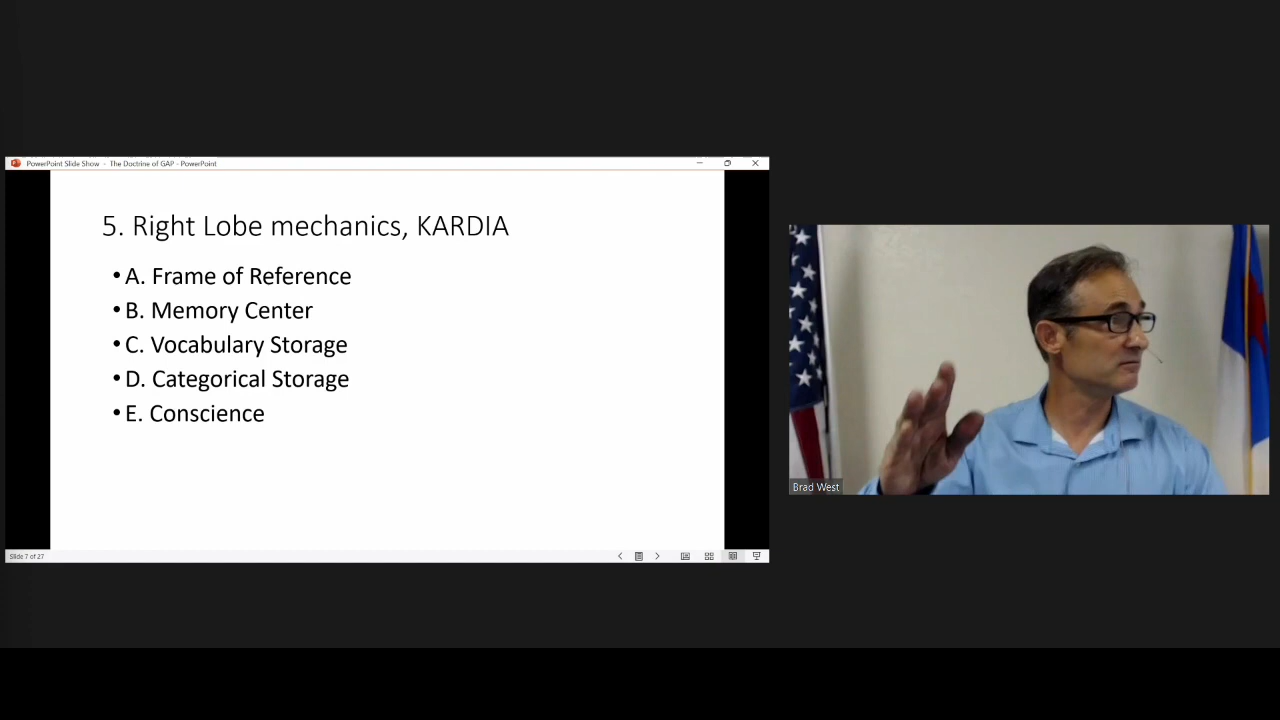 PowerPoint Slide Show - The Doctrine of GAP - PowerPoint
5. Right Lobe mechanics, KARDIA
• A. Frame of Reference
• B. Memory Center
• C. Vocabulary Storage
• D. Categorical Storage
• E. Conscience
Slide 7 of 27
Brad West